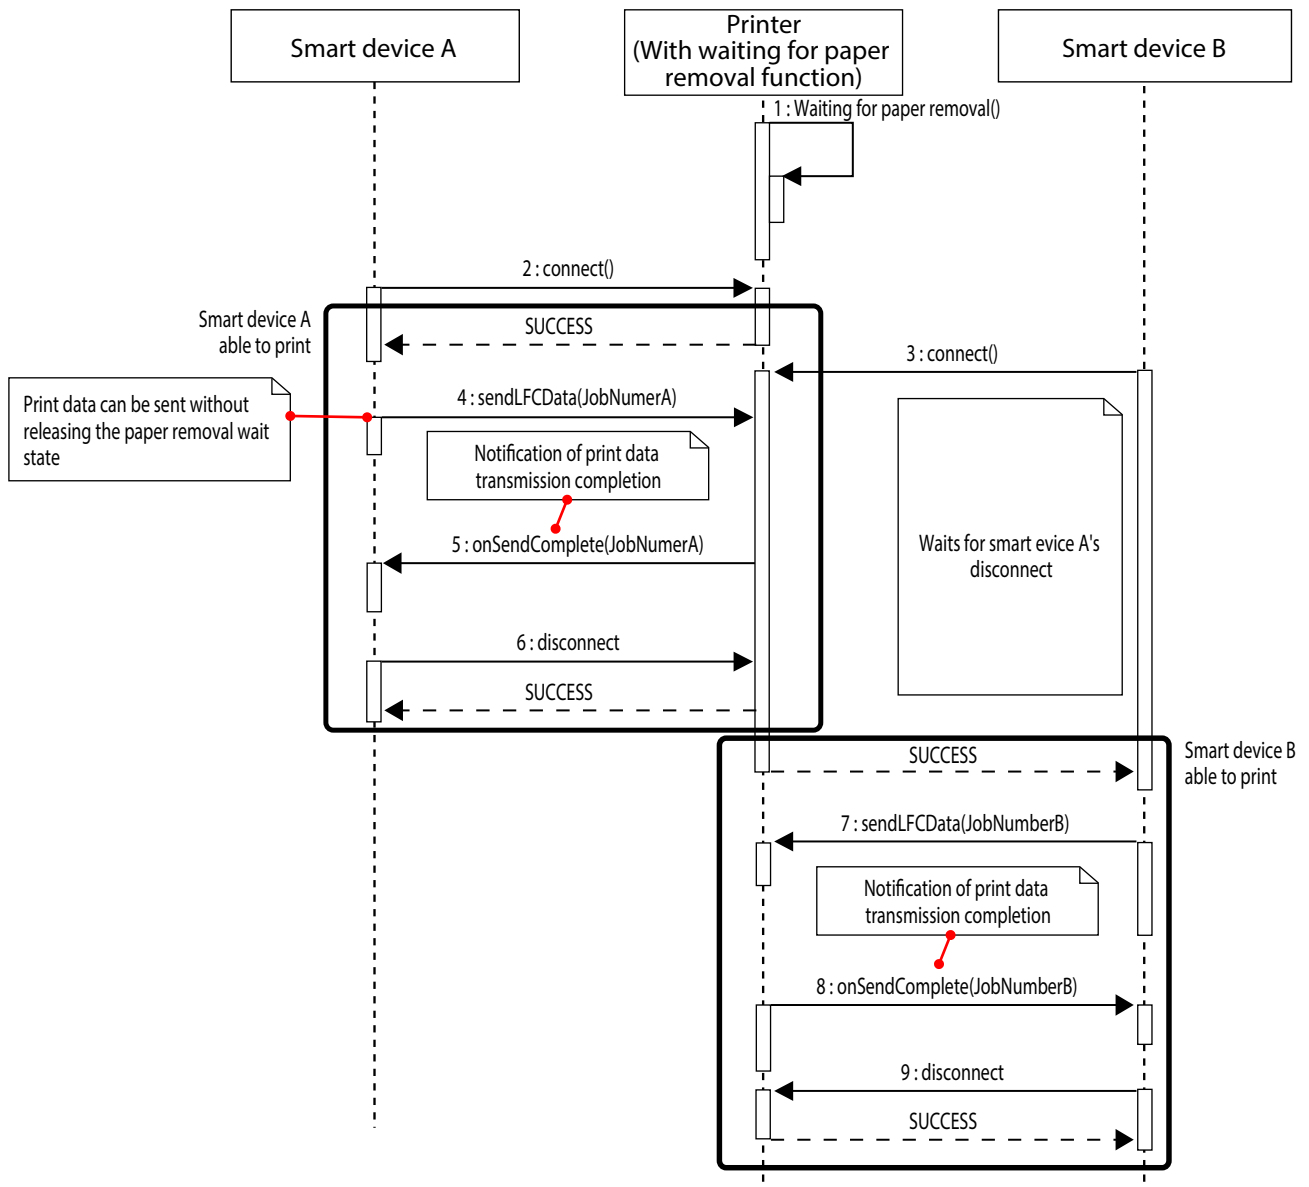 Smart device A
Printer
(With waiting for paper
removal function)
Smart device B
1 : Waiting for paper removal()
2 : connect()
Smart device A
able to print
SUCCESS
3 : connect()
Print data can be sent without
releasing the paper removal wait
state
4 : sendLFCData(JobNumerA)
Notification of print data
transmission completion
5 : onSendComplete(JobNumerA)
Waits for smart evice A's
disconnect
6 : disconnect
SUCCESS
SUCCESS
Smart device B
able to print
7 : sendLFCData(JobNumberB)
Notification of print data
transmission completion
8 : onSendComplete(JobNumberB)
9 : disconnect
SUCCESS